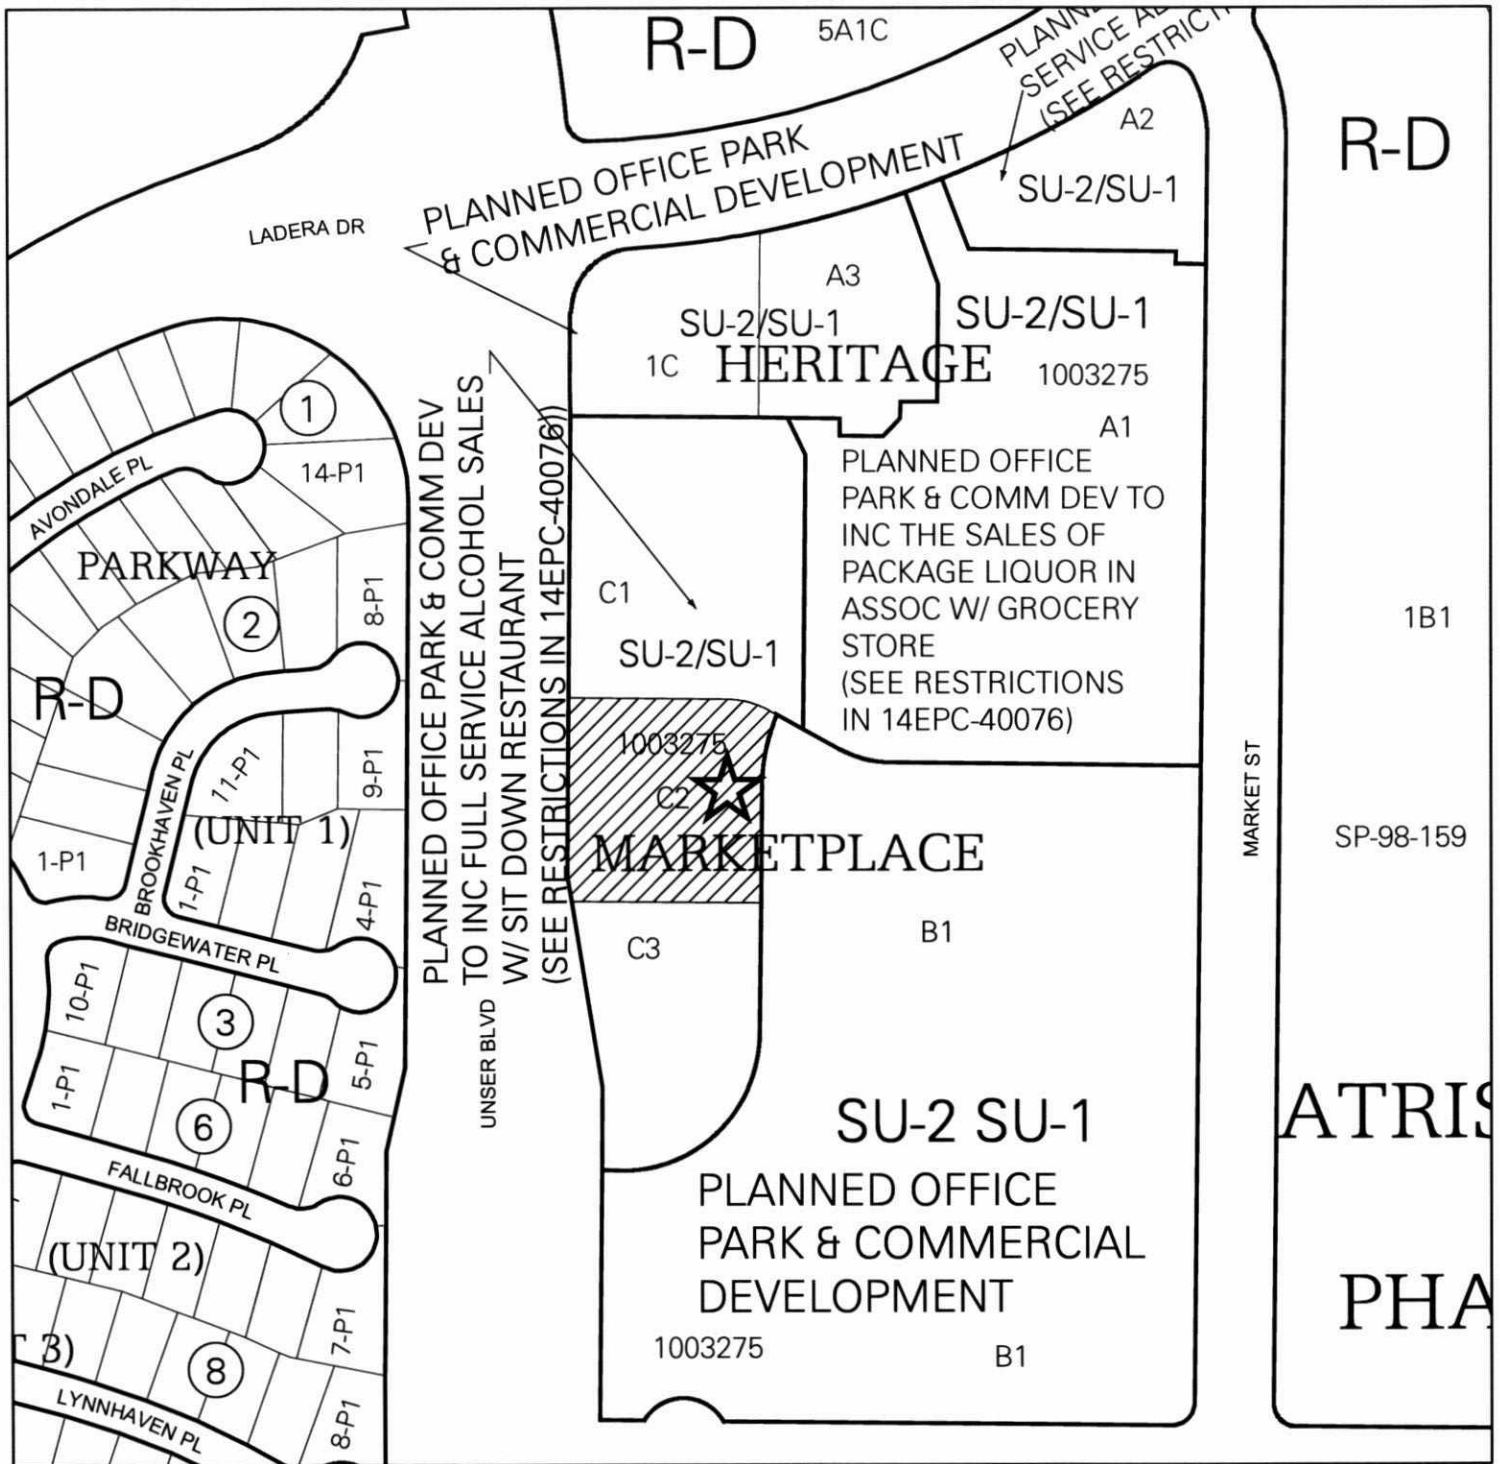 R-D
5A1C
SERVICE
(SEE
A2
SU-2/SU-1
R-D
LADERA DR
PLANNED OFFICE PARK
& COMMERCIAL DEVELOPMENT
A3
SU-2/SU-1
1C
HERITAGE
SU-2/SU-1
1003275
A1
PLANNED OFFICE
PARK & COMM DEV TO
INC THE SALES OF
PACKAGE LIQUOR IN
ASSOC W/ GROCERY
STORE
(SEE RESTRICTIONS
IN 14EPC-40076)
1
14-P1
AVONDALE PL
PARKWAY
2
8-P1
R-D
11-P1
9-P1
BROOKHAVEN PL
(UNIT 1)
1-P1
1-P1
4-P1
BRIDGEWATER PL
PLANNED OFFICE PARK & COMM DEV
TO INC FULL SERVICE ALCOHOL SALES
W/ SIT DOWN RESTAURANT
(SEE RESTRICTIONS IN 14EPC-40076))
UNSER BLVD
C1
SU-2/SU-1
1003275
C2
MARKETPLACE
C3
B1
MARKET ST
1B1
SP-98-159
10-P1
3
R-D
5-P1
1-P1
6
6-P1
FALLBROOK PL
(UNIT 2)
7-P1
3)
8
8-P1
LYNNHAVEN PL
SU-2 SU-1
PLANNED OFFICE
PARK & COMMERCIAL
DEVELOPMENT
1003275
B1
ATRIS
PHA